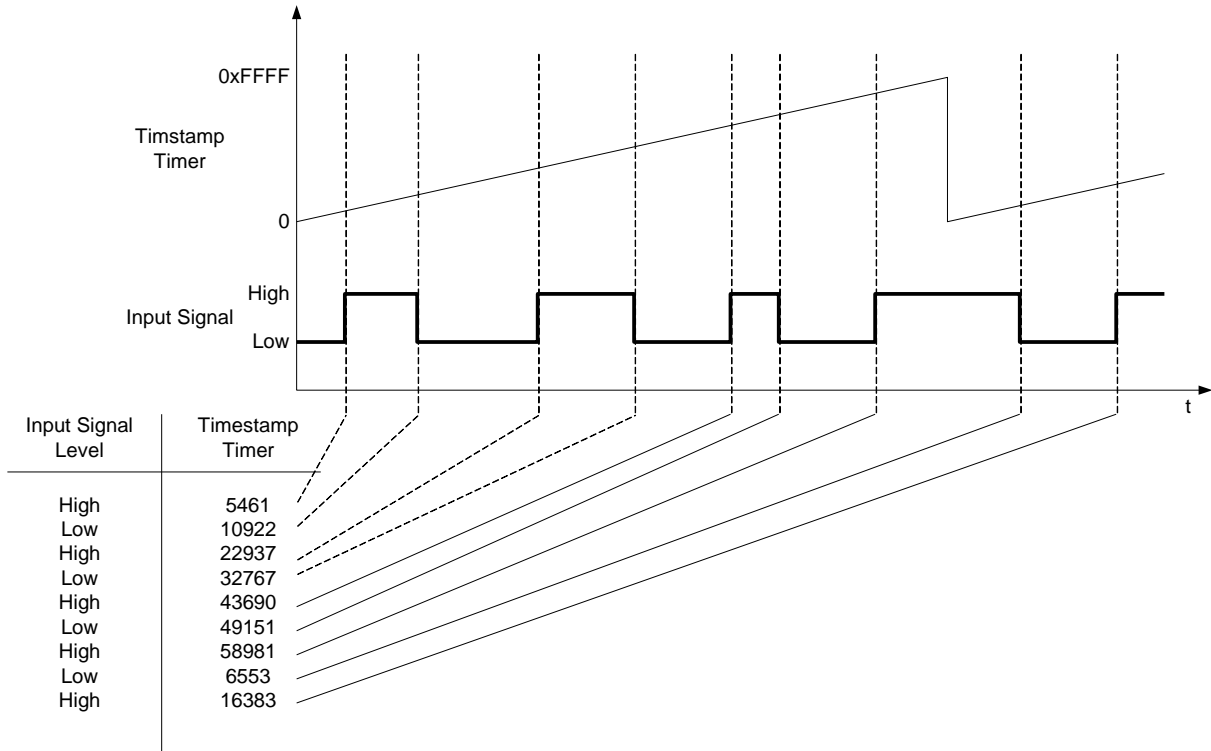 0xFFFF
Timstamp
Timer
0
High
Input Signal
Low
t
Input Signal
Level
Timestamp
Timer
High 5461
Low 10922
High 22937
Low 32767
High 43690
Low 49151
High 58981
Low 6553
High 16383